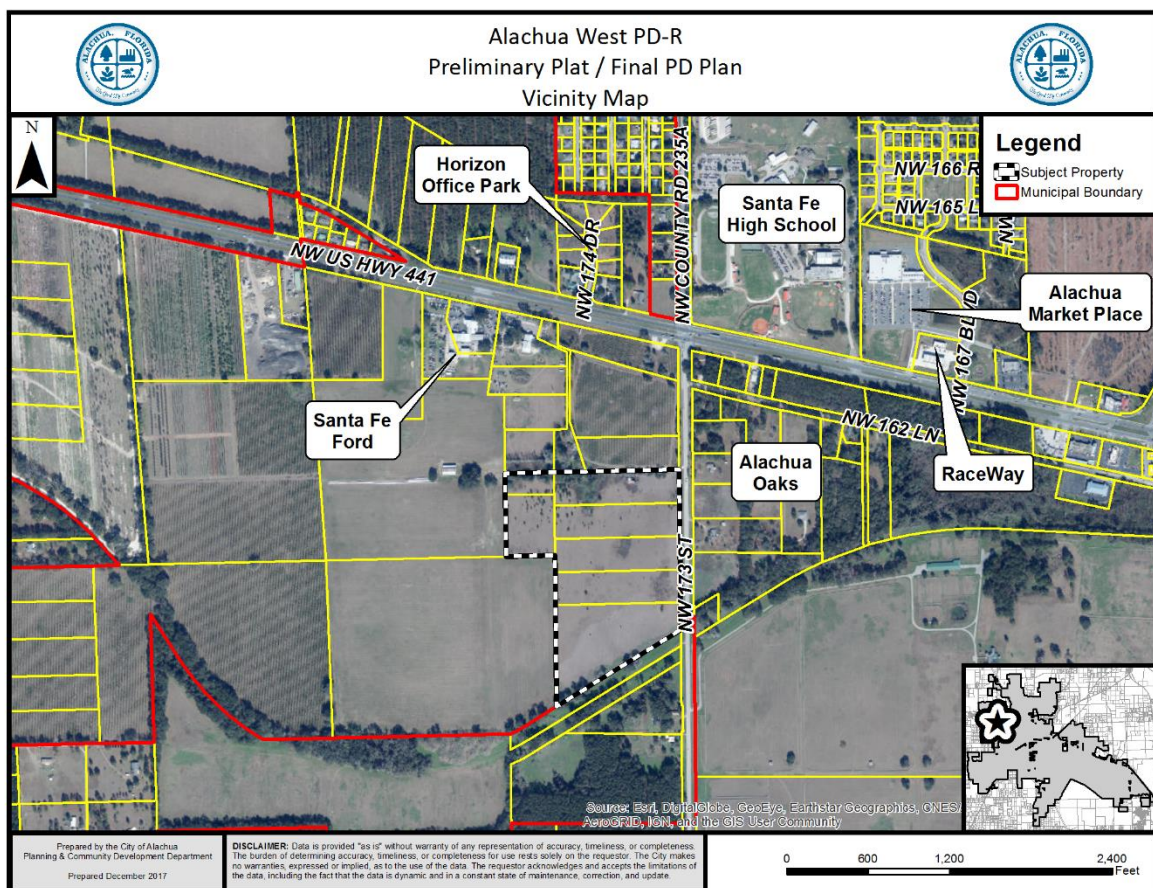 Alachua West PD-R
Preliminary Plat / Final PD Plan
Vicinity Map
ALACHUA, FLORIDA
ALACHUA, FLORIDA
N
Legend
Subject Property
Municipal Boundary
Horizon
Office Park
NW 174 DR
NW COUNTY RD 235A
Santa Fe
High School
NW 166 R
NW 165 L
NW
NW US HWY 441
Alachua
Market Place
NW 167 BLVD
Santa Fe
Ford
NW 162 LN
Alachua
Oaks
RaceWay
NW 173 ST
Source: Esri, DigitalGlobe, GeoEye, Earthstar Geographics, CNES/
AeroGRID, IGN, and the GIS User Community
Prepared by the City of Alachua
Planning & Community Development Department
Prepared December 2017
DISCLAIMER: Data is provided "as is" without warranty of any representation of accuracy, timeliness, or completeness.
The burden of determining accuracy, timeliness, or completeness for use rests solely on the requestor. The City makes
no warranties, expressed or implied, as to the use of the data. The requestor acknowledges and accepts the limitations of
the data, including the fact that the data is dynamic and in a constant state of maintenance, correction, and update.
0 600 1,200 2,400
Feet